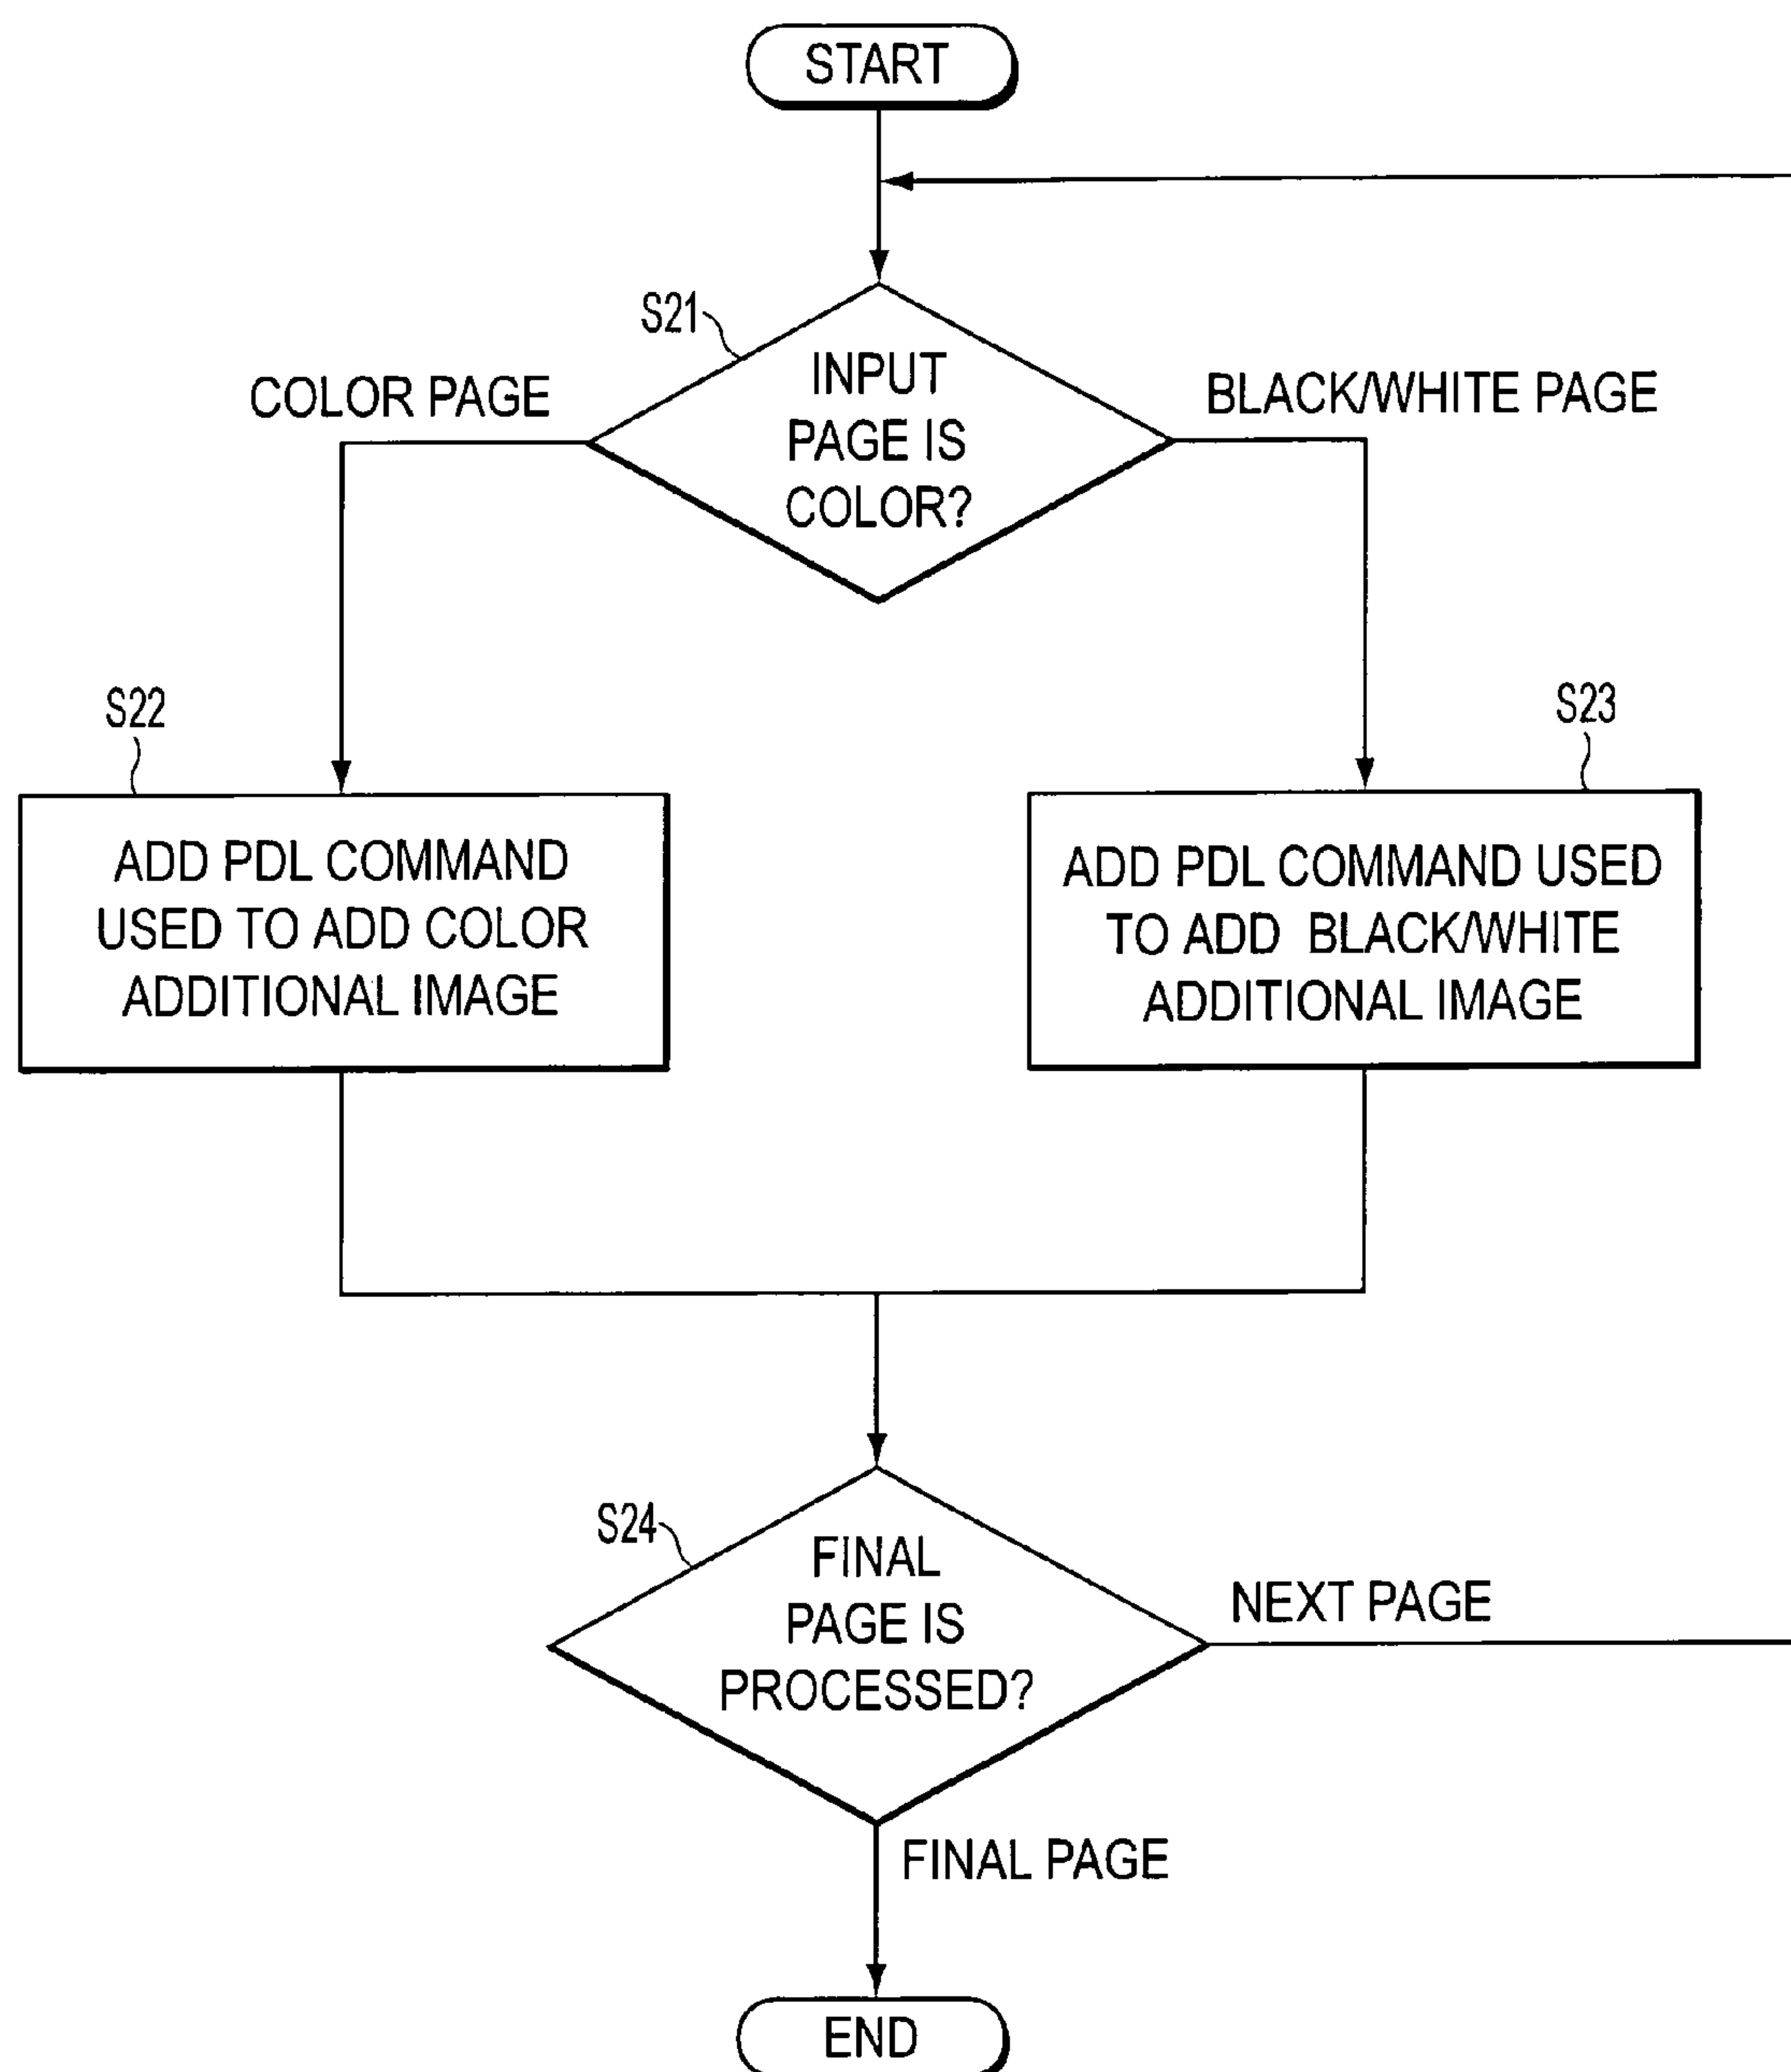 START
S21
INPUT
PAGE IS
COLOR?
COLOR PAGE
BLACK/WHITE PAGE
S22
ADD PDL COMMAND
USED TO ADD COLOR
ADDITIONAL IMAGE
S23
ADD PDL COMMAND USED
TO ADD BLACK/WHITE
ADDITIONAL IMAGE
S24
FINAL
PAGE IS
PROCESSED?
NEXT PAGE
FINAL PAGE
END